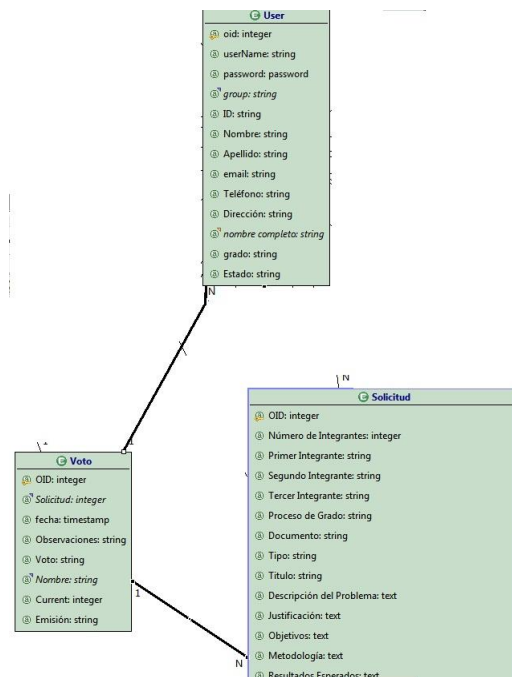 User
oid: integer
userName: string
password: password
group: string
ID: string
Nombre: string
Apellido: string
email: string
Teléfono: string
Dirección: string
nombre completo: string
grado: string
Estado: string
N
N
Solicitud
OID: integer
Número de Integrantes: integer
Primer Integrante: string
Segundo Integrante: string
Tercer Integrante: string
Proceso de Grado: string
Documento: string
Tipo: string
Titulo: string
Descripción del Problema: text
Justificación: text
Objetivos: text
Metodología: text
Resultados Esperados: text
1
Voto
OID: integer
Solicitud: integer
fecha: timestamp
Observaciones: string
Voto: string
Nombre: string
Current: integer
Emisión: string
1
N